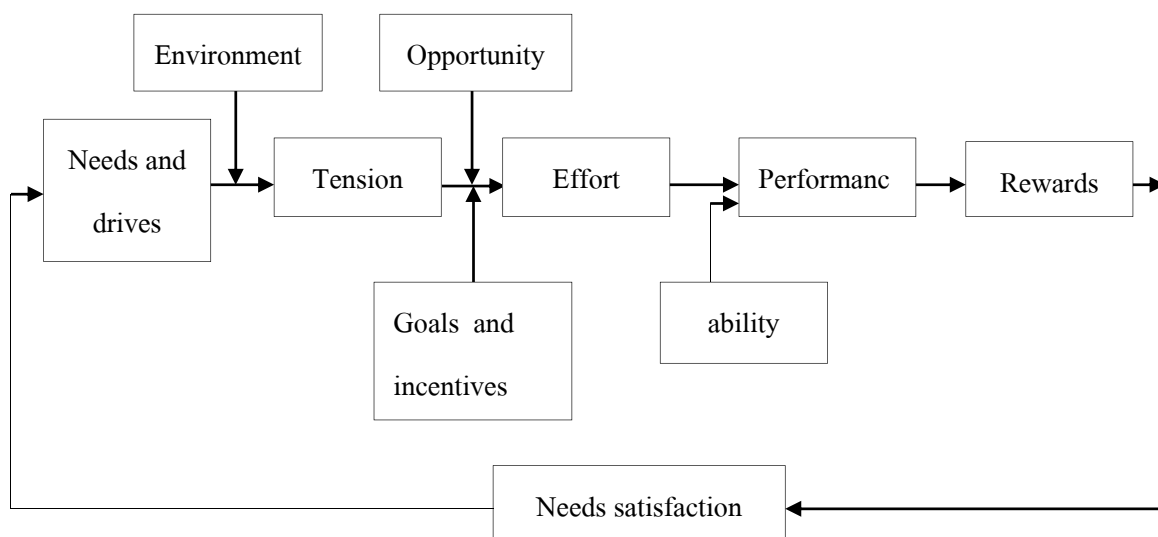 Environment
Opportunity
Needs and
drives
Tension
Effort
Performanc
Rewards
Goals and
incentives
ability
Needs satisfaction